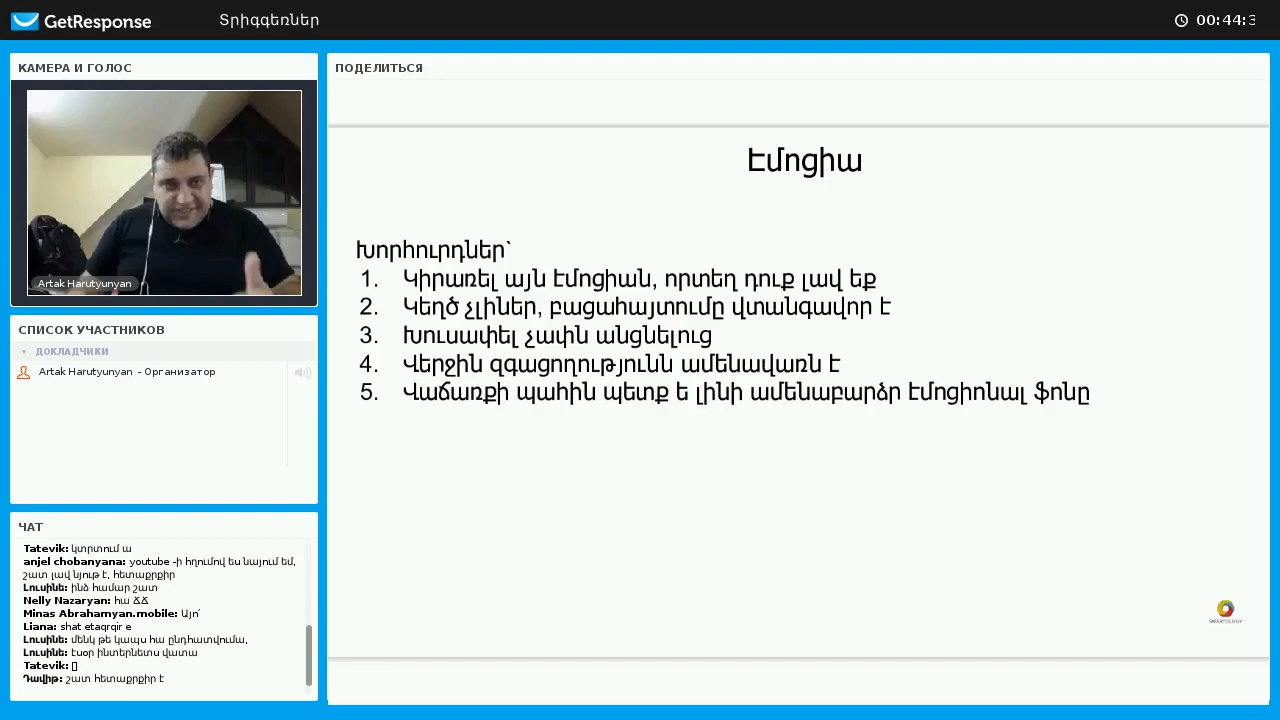 GetResponse
Տրիգգեռներ
00:44:3
КАМЕРА И ГОЛОС
Artak Harutyunyan
СПИСОК УЧАСТНИКОВ
ДОКЛАДЧИКИ
Artak Harutyunyan - Организатор
ЧАТ
Tatevik: կտրտում ա
anjel chobanyana: youtube -ի հղումով ես նայում եմ,
շատ լավ նյութ է, հետաքրքիր
Լուսինե: ինձ համար շատ
Nelly Nazaryan: հա ՃՃ
Minas Abrahamyan.mobile: Այո՛
Liana: shat etaqrqir e
Լուսինե: մենկ թե կապս հա ընդհատվումա,
Լուսինե: էսօր ինտերնետս վատա
Tatevik: []
Դավիթ: շատ հետաքրքիր է
ПОДЕЛИТЬСЯ
Էմոցիա
Խորհուրդներ`
1. Կիրառել այն էմոցիան, որտեղ դուք լավ եք
2. Կեղծ չլիներ, բացահայտումը վտանգավոր է
3. Խուսափել չափն անցնելուց
4. Վերջին զգացողությունն ամենավառն է
5. Վաճառքի պահին պետք ե լինի ամենաբարձր էմոցիոնալ ֆոնը
SMARTOLOGY